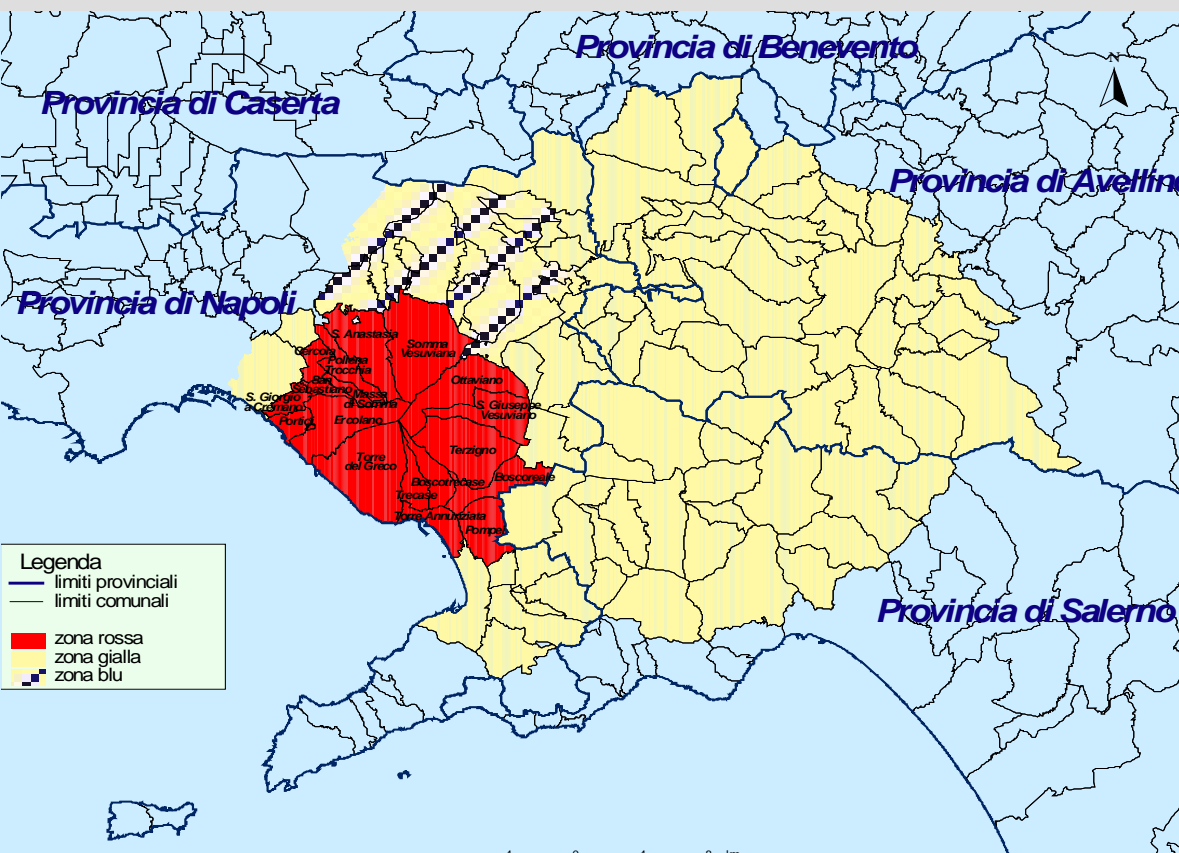 Provincia di Benevento
N
Provincia di Caserta
Provincia di Avellino
Provincia di Napoli
S. Anastasia
Somma
Vesuviana
Cercola
Pollena
Trocchia
San
Sebastiano
Massa
di Somma
Ottaviano
S. Giorgio
a Cremano
S. Giuseppe
Vesuviano
Portici
Ercolano
Terzigno
Torre
del Greco
Boscotrecase
Boscoreale
Trecase
Torre Annunziata
Pompei
Legenda
limiti provinciali
limiti comunali
zona rossa
zona gialla
zona blu
Provincia di Salerno